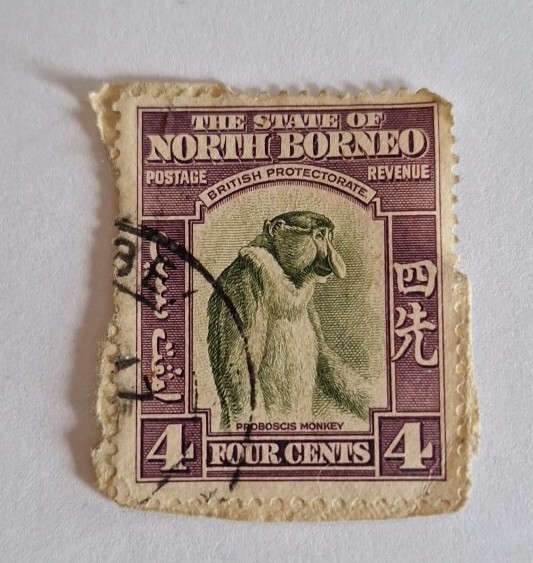 THE STATE OF
NORTH BORNEO
POSTAGE
REVENUE
BRITISH PROTECTORATE.
四先
PROBOSCIS MONKEY
4 FOUR CENTS 4